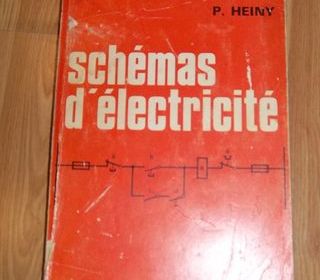 P. HEINY
schémas
d'électricité